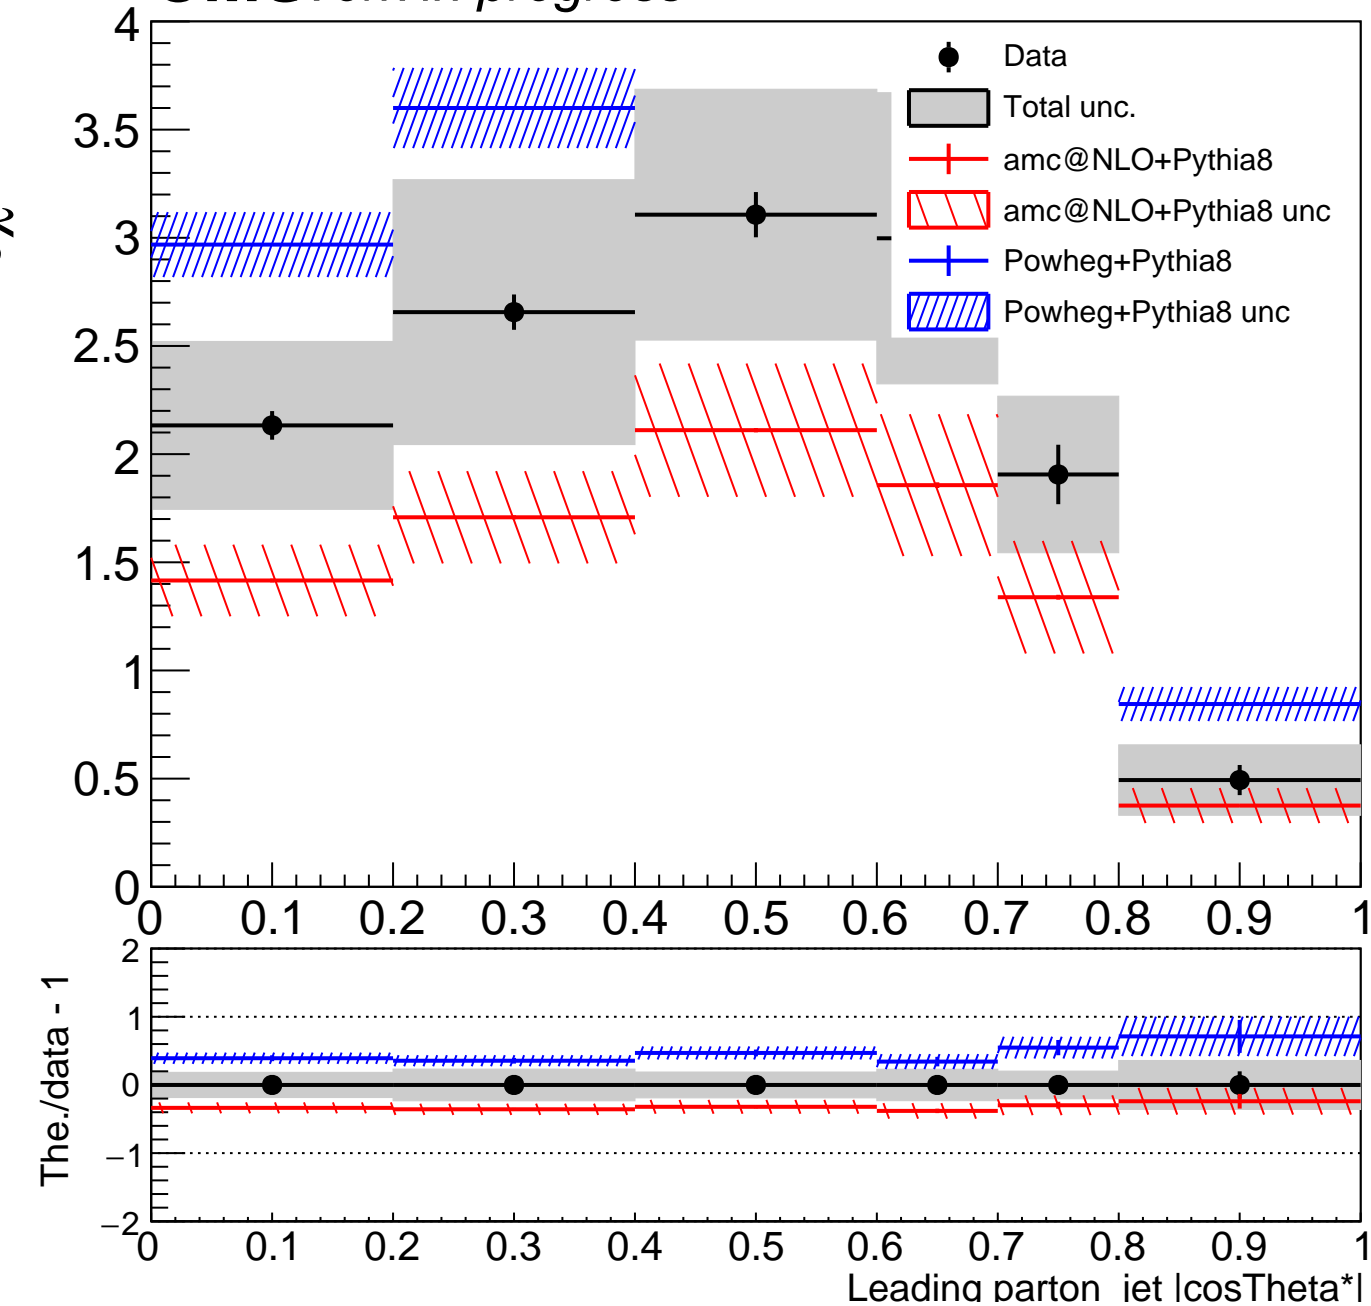 in progress
4
3.5
3
2.5
2
1.5
1
0.5
0
Data
Total unc.
amc@NLO+Pythia8
amc@NLO+Pythia8 unc
Powheg+Pythia8
Powheg+Pythia8 unc
0 0.1 0.2 0.3 0.4 0.5 0.6 0.7 0.8 0.9 1
The./data - 1
2
1
0
−1
−2
0 0.1 0.2 0.3 0.4 0.5 0.6 0.7 0.8 0.9 1
Leading parton_jet |cosTheta*|